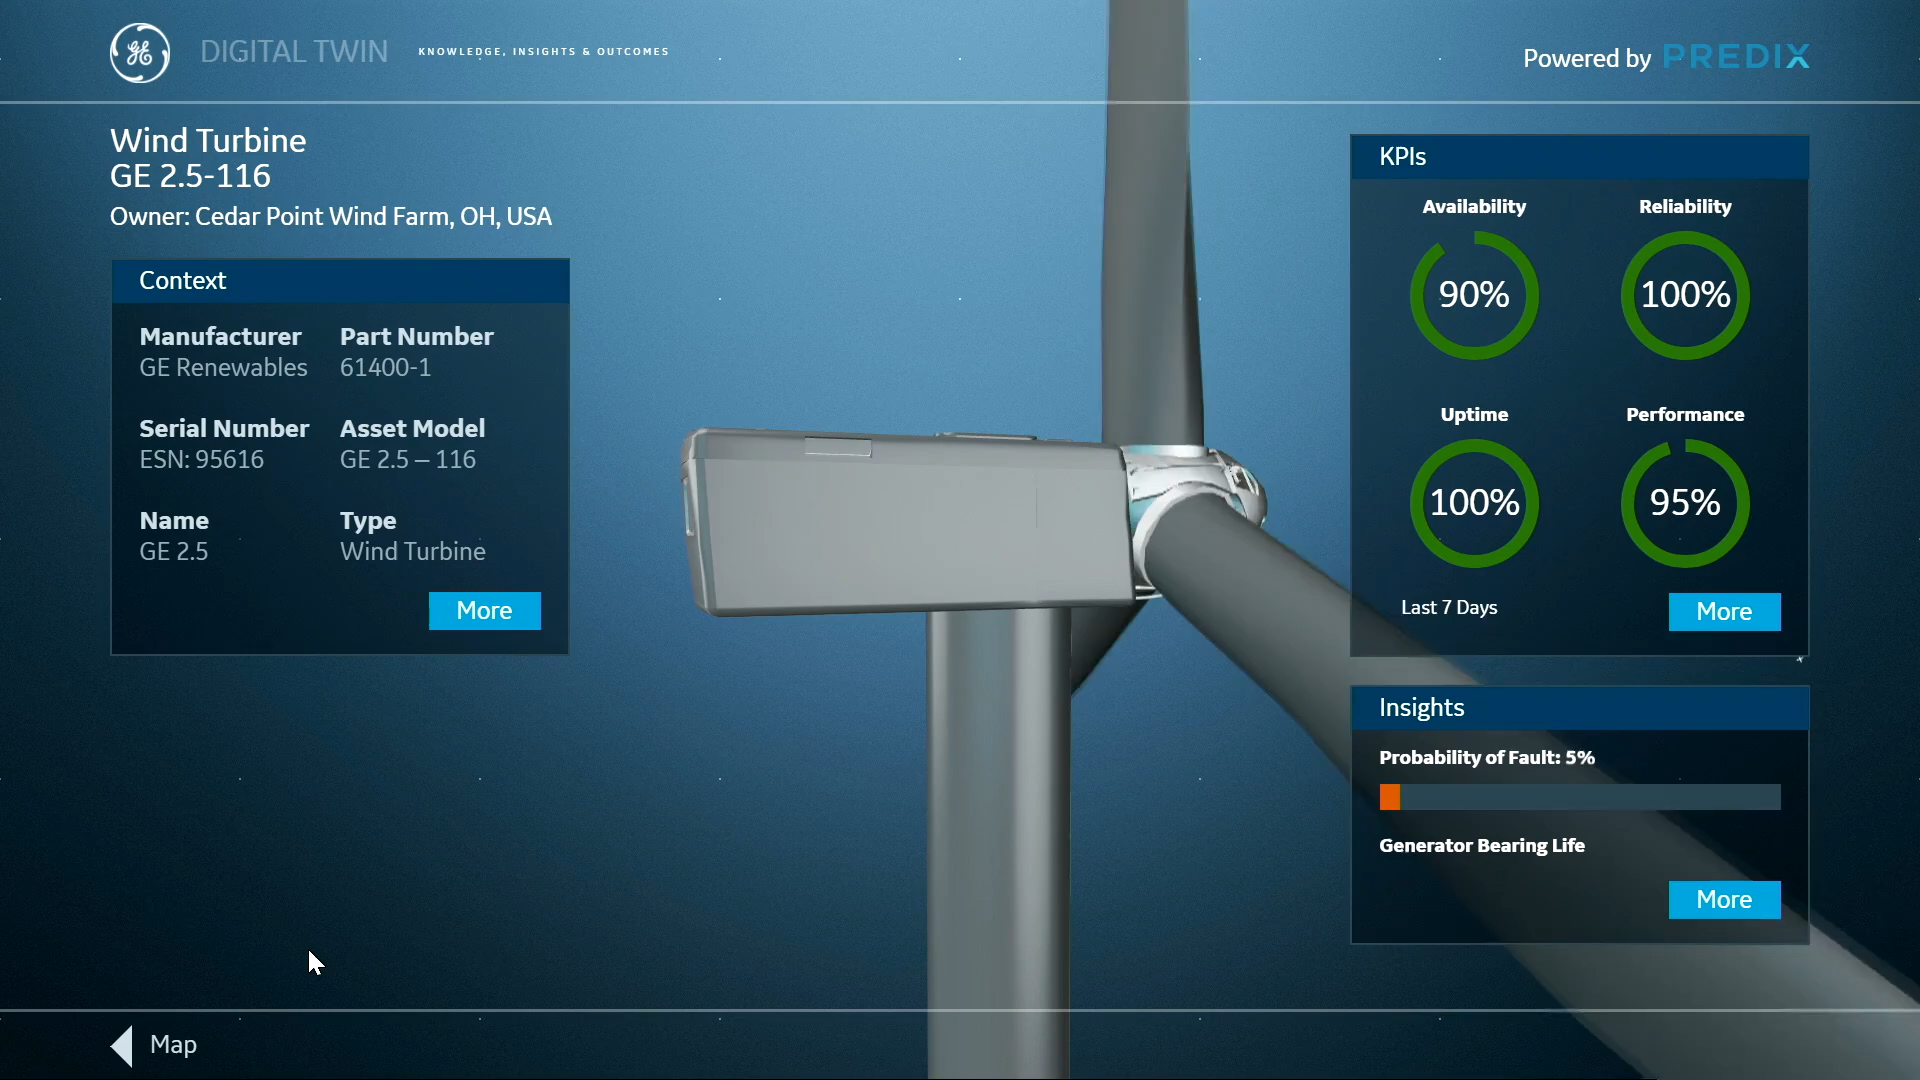 GE
DIGITAL TWIN
KNOWLEDGE, INSIGHTS & OUTCOMES
Powered by PREDIX
Wind Turbine
GE 2.5-116
Owner: Cedar Point Wind Farm, OH, USA
Context
Manufacturer Part Number
GE Renewables 61400-1
Serial Number Asset Model
ESN: 95616 GE 2.5 – 116
Name Type
GE 2.5 Wind Turbine
More
KPIs
Availability Reliability
90% 100%
Uptime Performance
100% 95%
Last 7 Days
More
Insights
Probability of Fault: 5%
Generator Bearing Life
More
Map